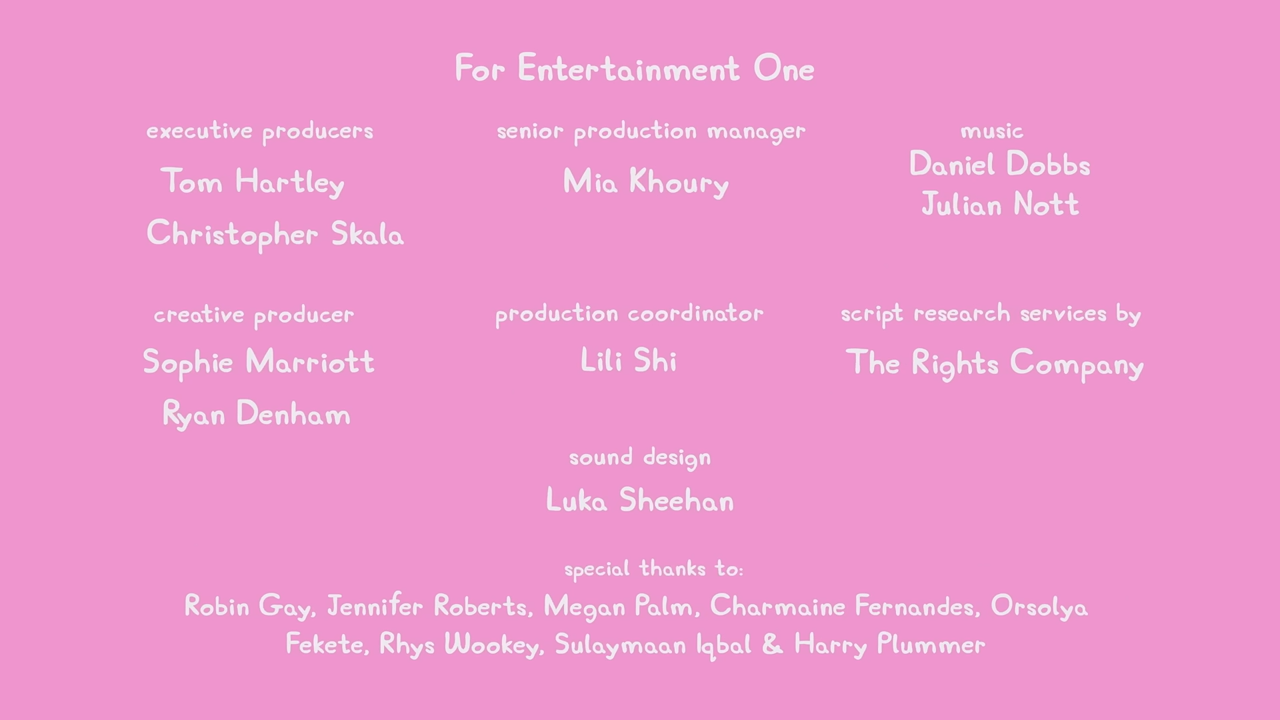 For Entertainment One
executive producers
Tom Hartley
Christopher Skala
senior production manager
Mia Khoury
music
Daniel Dobbs
Julian Nott
creative producer
Sophie Marriott
Ryan Denham
production coordinator
Lili Shi
script research services by
The Rights Company
sound design
Luka Sheehan
special thanks to:
Robin Gay, Jennifer Roberts, Megan Palm, Charmaine Fernandes, Orsolya
Fekete, Rhys Wookey, Sulaymaan Iqbal & Harry Plummer